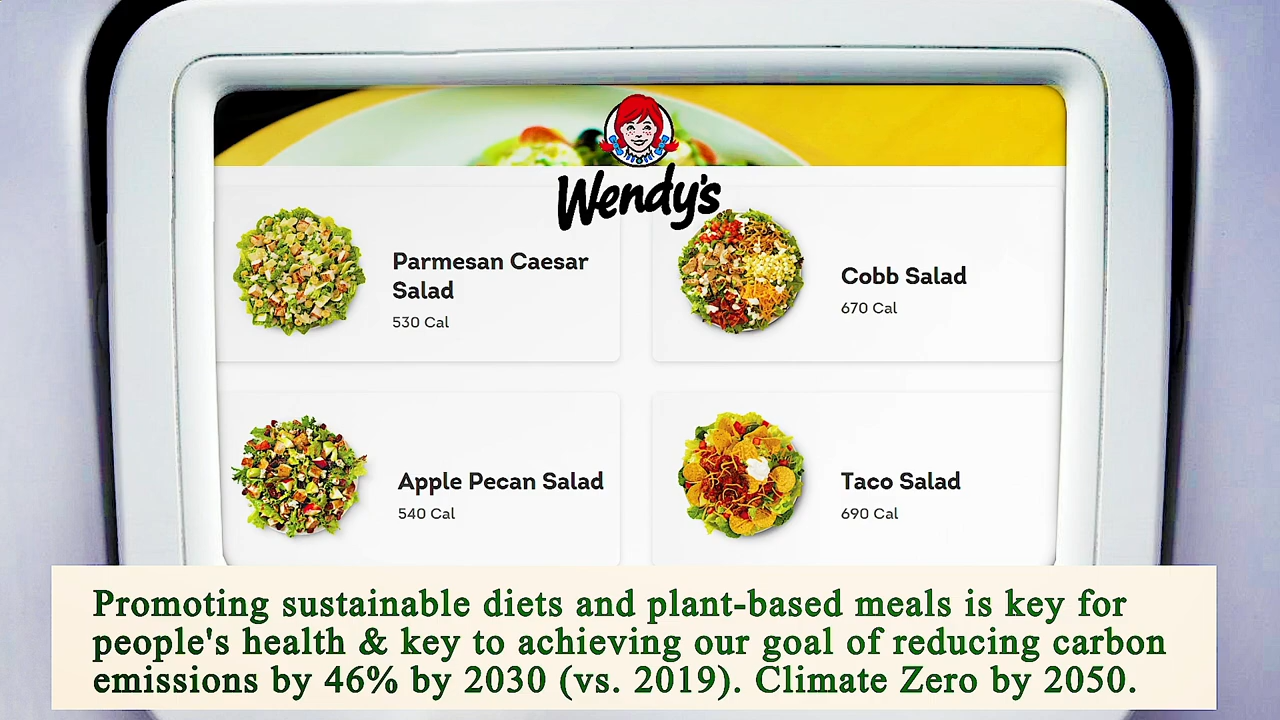 Wendy's
Parmesan Caesar
Salad
530 Cal
Cobb Salad
670 Cal
Apple Pecan Salad
540 Cal
Taco Salad
690 Cal
Promoting sustainable diets and plant-based meals is key for
people's health & key to achieving our goal of reducing carbon
emissions by 46% by 2030 (vs. 2019). Climate Zero by 2050.